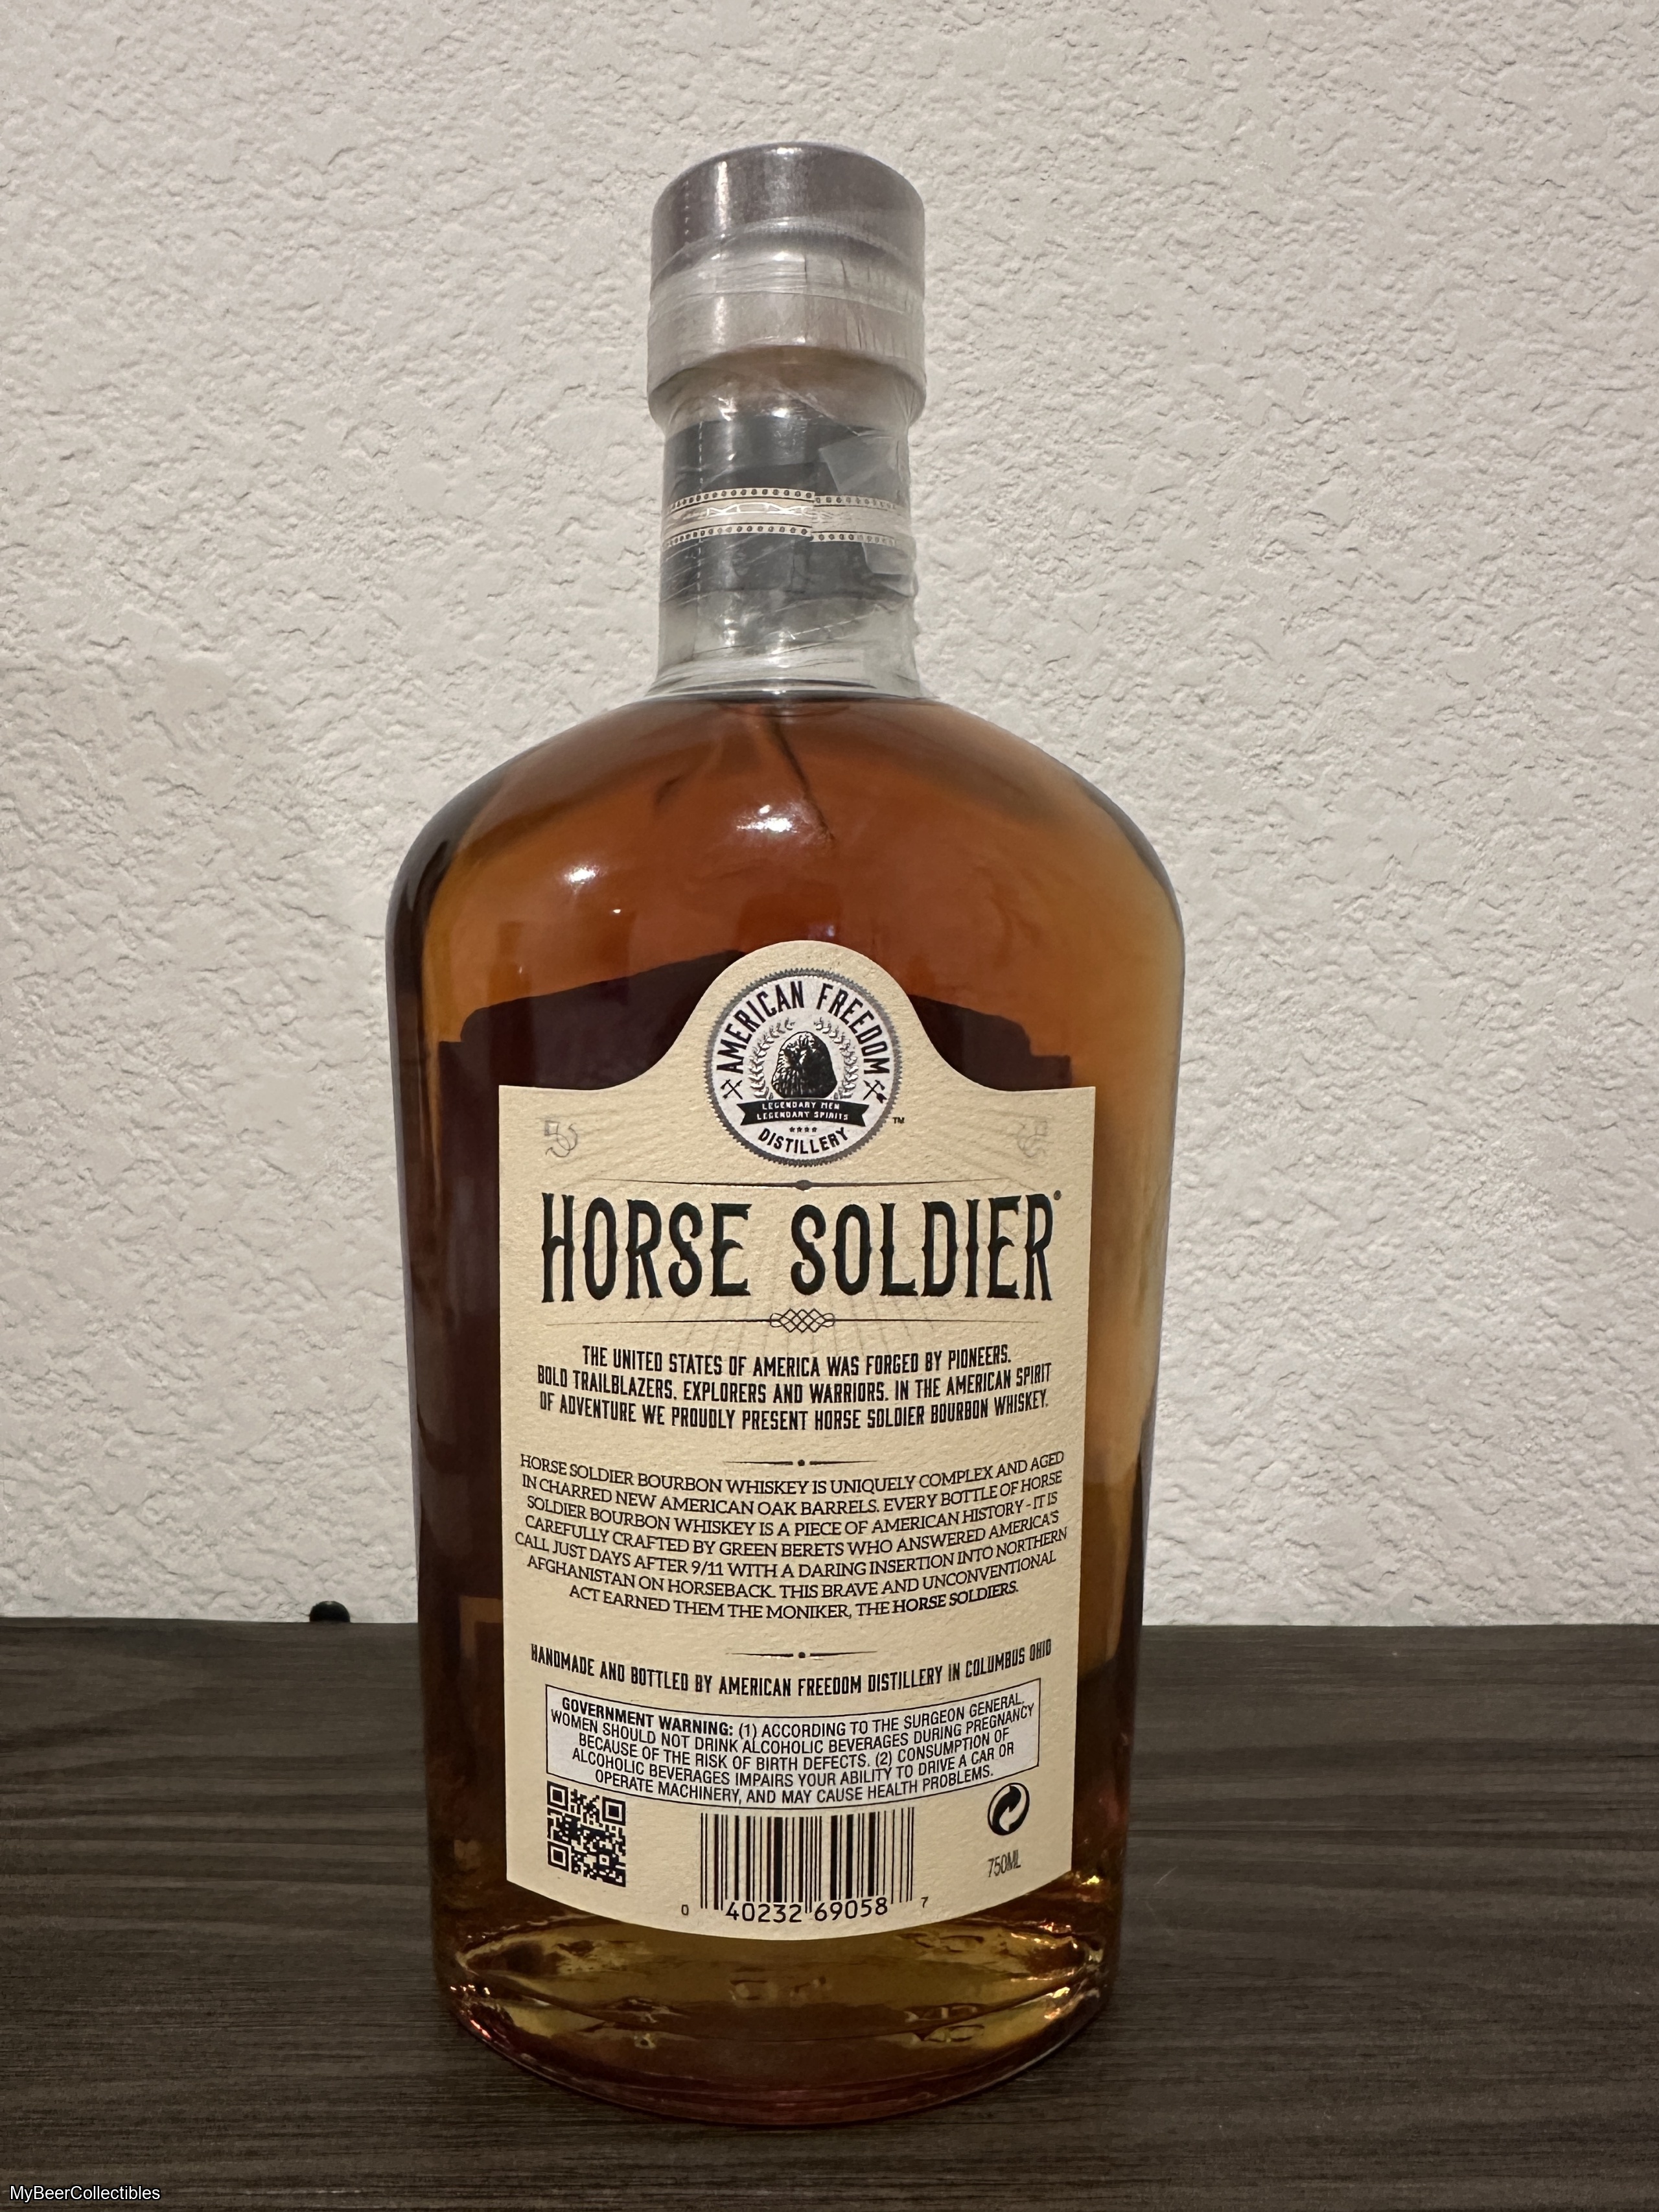 AMERICAN FREEDOM
LEGENDARY MEN
LEGENDARY SPIRITS
DISTILLERY
™
HORSE SOLDIER®
THE UNITED STATES OF AMERICA WAS FORGED BY PIONEERS,
BOLD TRAILBLAZERS, EXPLORERS AND WARRIORS. IN THE AMERICAN SPIRIT
OF ADVENTURE WE PROUDLY PRESENT HORSE SOLDIER BOURBON WHISKEY.
HORSE SOLDIER BOURBON WHISKEY IS UNIQUELY COMPLEX AND AGED
IN CHARRED NEW AMERICAN OAK BARRELS. EVERY BOTTLE OF HORSE
SOLDIER BOURBON WHISKEY IS A PIECE OF AMERICAN HISTORY - IT IS
CAREFULLY CRAFTED BY GREEN BERETS WHO ANSWERED AMERICA'S
CALL JUST DAYS AFTER 9/11 WITH A DARING INSERTION INTO NORTHERN
AFGHANISTAN ON HORSEBACK. THIS BRAVE AND UNCONVENTIONAL
ACT EARNED THEM THE MONIKER, THE HORSE SOLDIERS.
HANDMADE AND BOTTLED BY AMERICAN FREEDOM DISTILLERY IN COLUMBUS OHIO
GOVERNMENT WARNING: (1) ACCORDING TO THE SURGEON GENERAL,
WOMEN SHOULD NOT DRINK ALCOHOLIC BEVERAGES DURING PREGNANCY
BECAUSE OF THE RISK OF BIRTH DEFECTS. (2) CONSUMPTION OF
ALCOHOLIC BEVERAGES IMPAIRS YOUR ABILITY TO DRIVE A CAR OR
OPERATE MACHINERY, AND MAY CAUSE HEALTH PROBLEMS.
750ML
0 40232 69058 7
MyBeerCollectibles